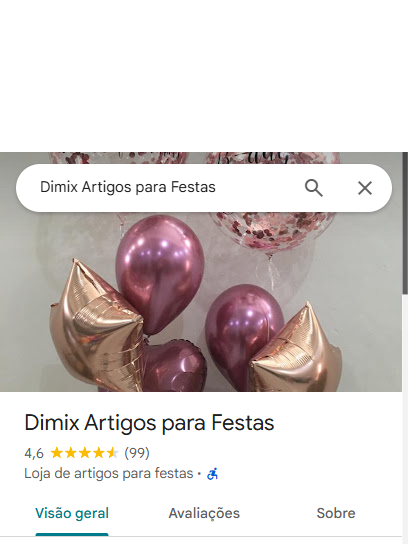 Dimix Artigos para Festas
Dimix Artigos para Festas
4,6 (99)
Loja de artigos para festas ·
Visão geral Avaliações Sobre